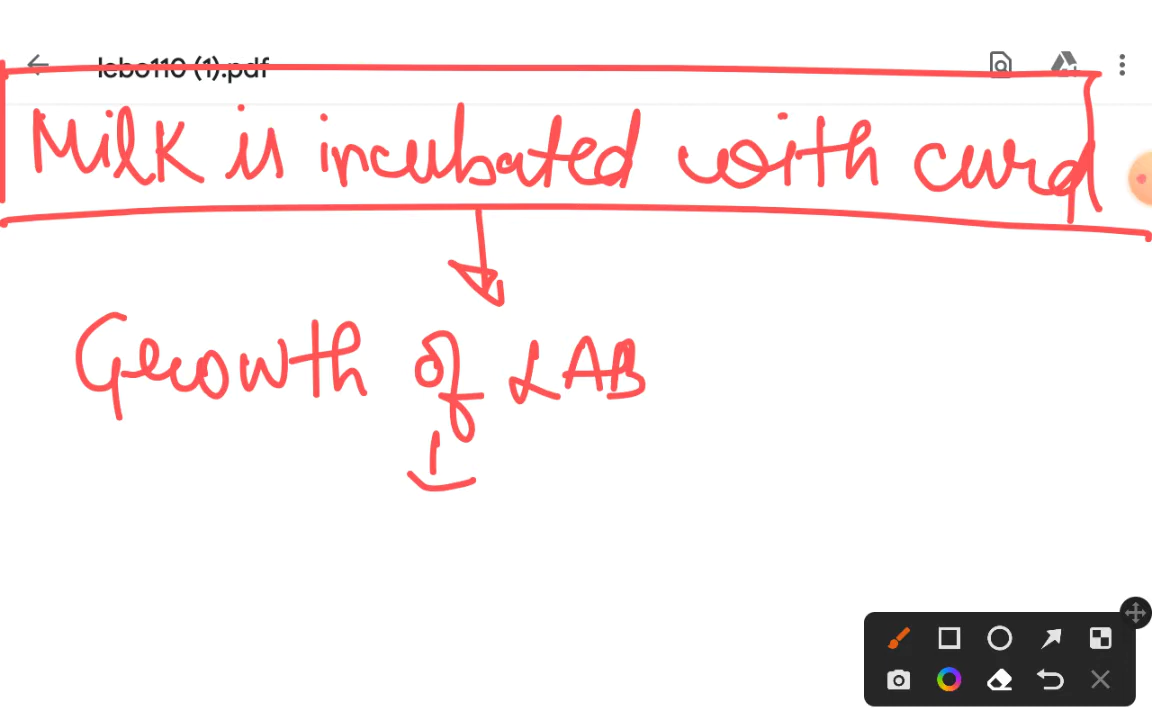 lebo110 (1).pdf
Milk is incubated with curd
Growth of LAB